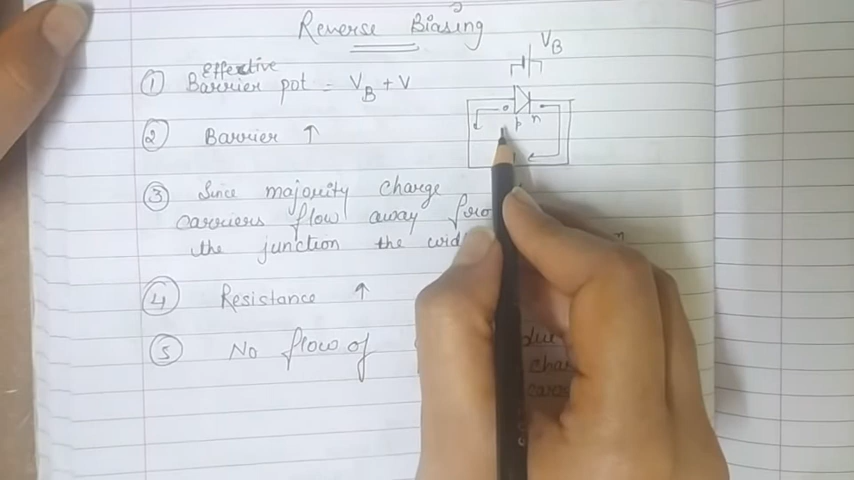 Reverse Biasing
V_B
① Effective Barrier pot = V_B + V
p n
② Barrier ↑
③ Since majority charge
carriers flow away
the junction the
④ Resistance ↑
⑤ No flow of
due